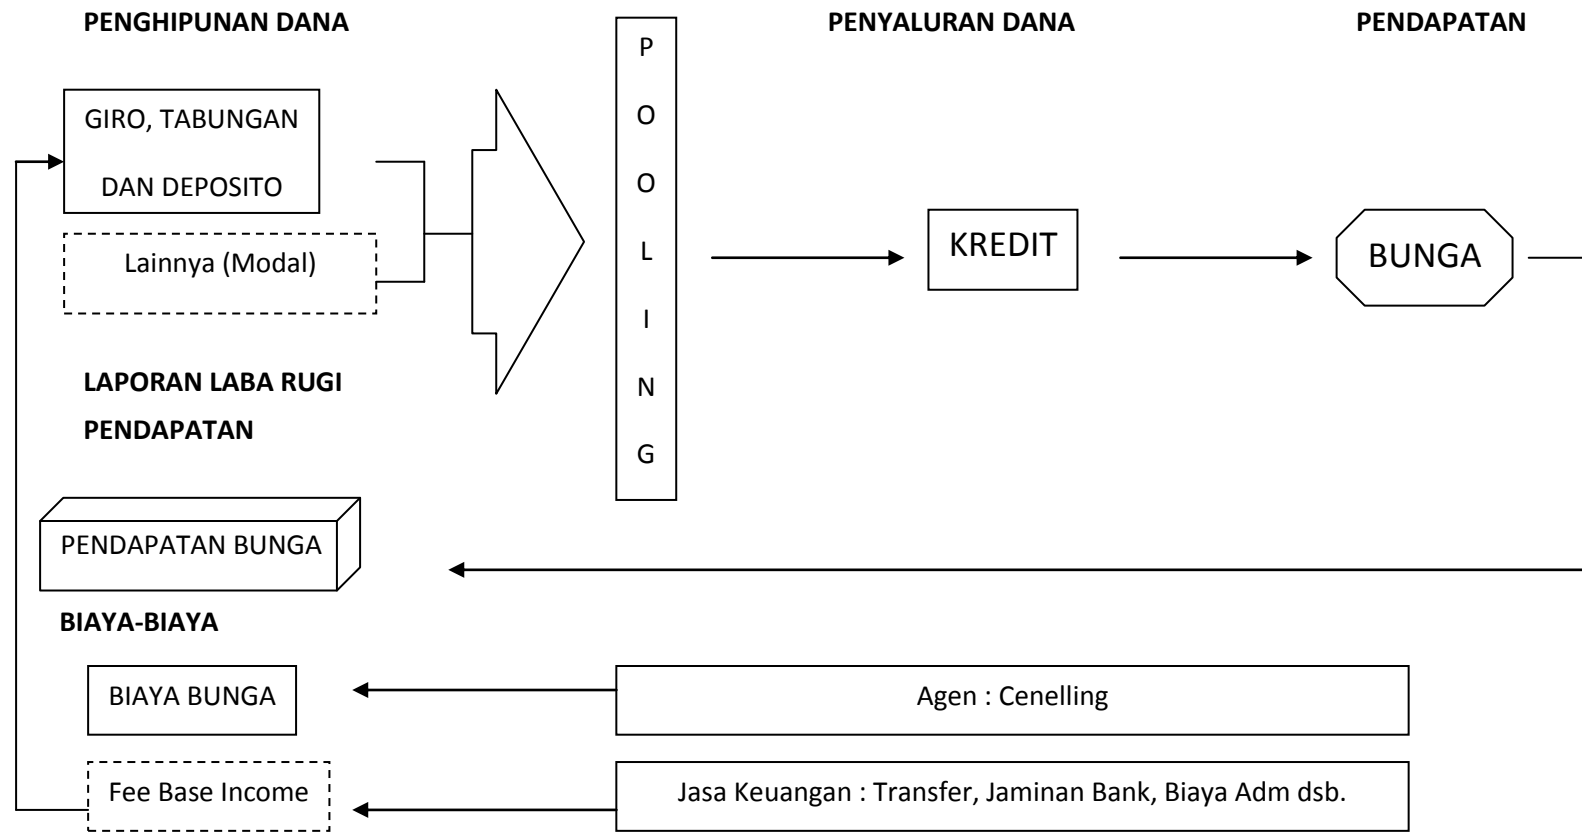 PENGHIPUNAN DANA
PENYALURAN DANA
PENDAPATAN
GIRO, TABUNGAN
DAN DEPOSITO
Lainnya (Modal)
P
O
O
L
I
N
G
KREDIT
BUNGA
LAPORAN LABA RUGI
PENDAPATAN
PENDAPATAN BUNGA
BIAYA-BIAYA
BIAYA BUNGA
Agen : Cenelling
Fee Base Income
Jasa Keuangan : Transfer, Jaminan Bank, Biaya Adm dsb.